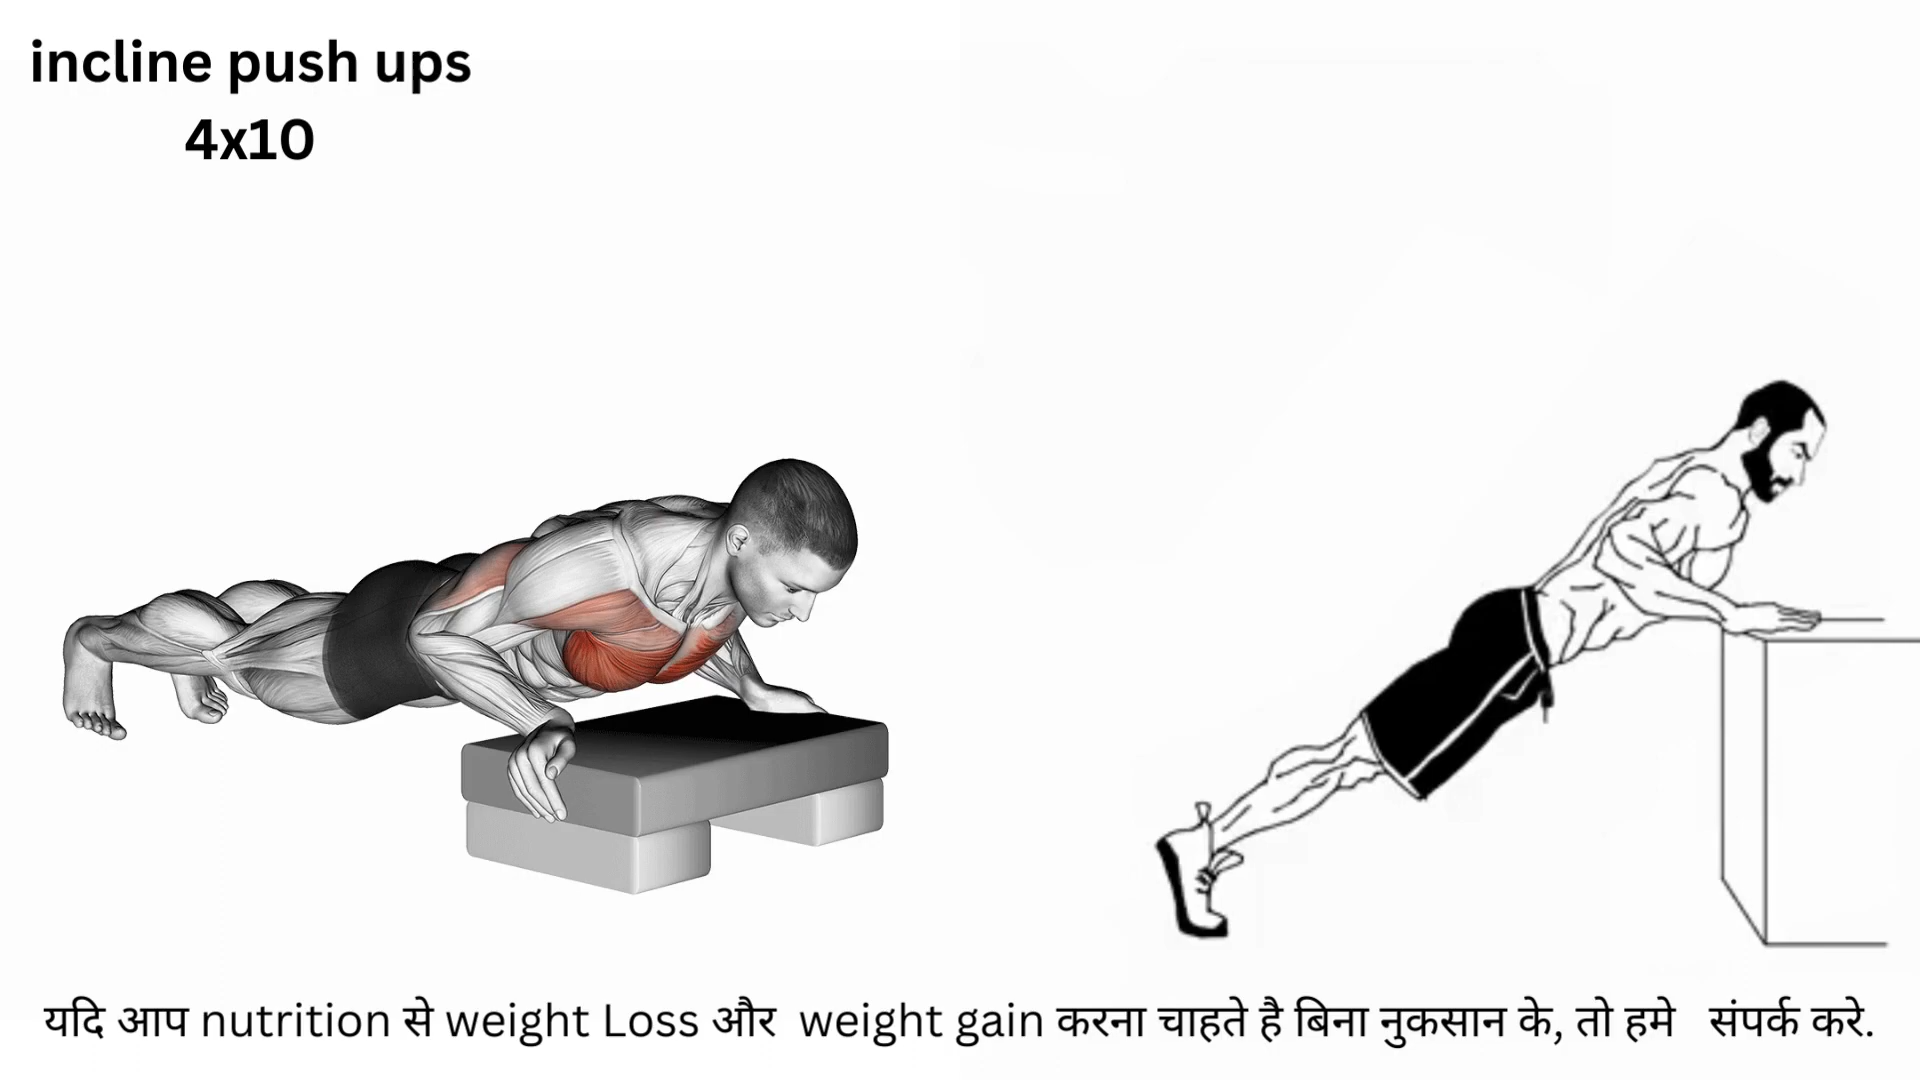 incline push ups
4x10
यदि आप nutrition से weight Loss और weight gain करना चाहते है बिना नुकसान के, तो हमे संपर्क करे.